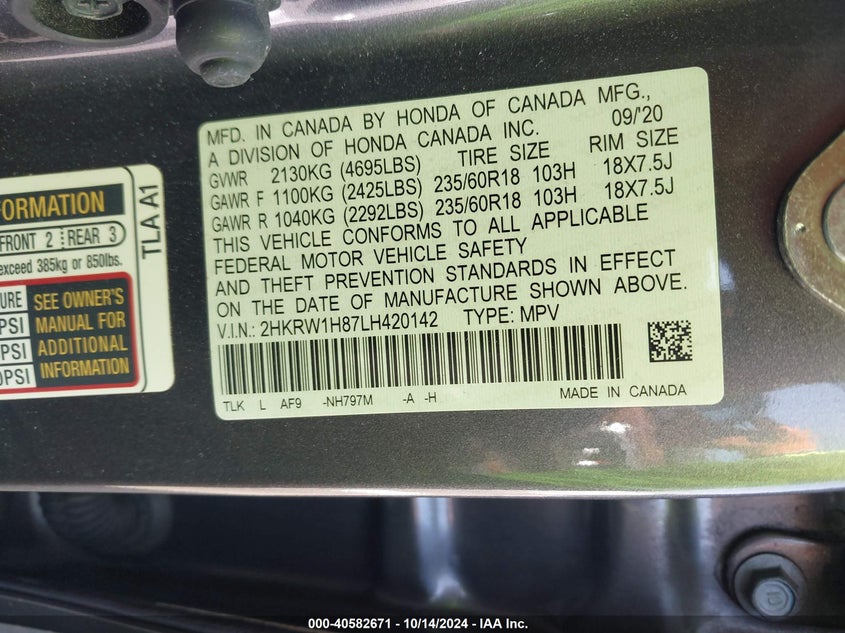 MFD. IN CANADA BY HONDA OF CANADA MFG.,
A DIVISION OF HONDA CANADA INC. 09/'20
GVWR 2130KG (4695LBS) TIRE SIZE RIM SIZE
GAWR F 1100KG (2425LBS) 235/60R18 103H 18X7.5J
GAWR R 1040KG (2292LBS) 235/60R18 103H 18X7.5J
THIS VEHICLE CONFORMS TO ALL APPLICABLE
FEDERAL MOTOR VEHICLE SAFETY
AND THEFT PREVENTION STANDARDS IN EFFECT
ON THE DATE OF MANUFACTURE SHOWN ABOVE.
V.I.N.: 2HKRW1H87LH420142 TYPE: MPV
TLK L AF9 -NH797M -A -H MADE IN CANADA
FORMATION
FRONT 2 REAR 3
exceed 385kg or 850lbs.
TLA A1
URE SEE OWNER'S
PSI MANUAL FOR
PSI ADDITIONAL
0PSI INFORMATION
000-40582671 - 10/14/2024 - IAA Inc.